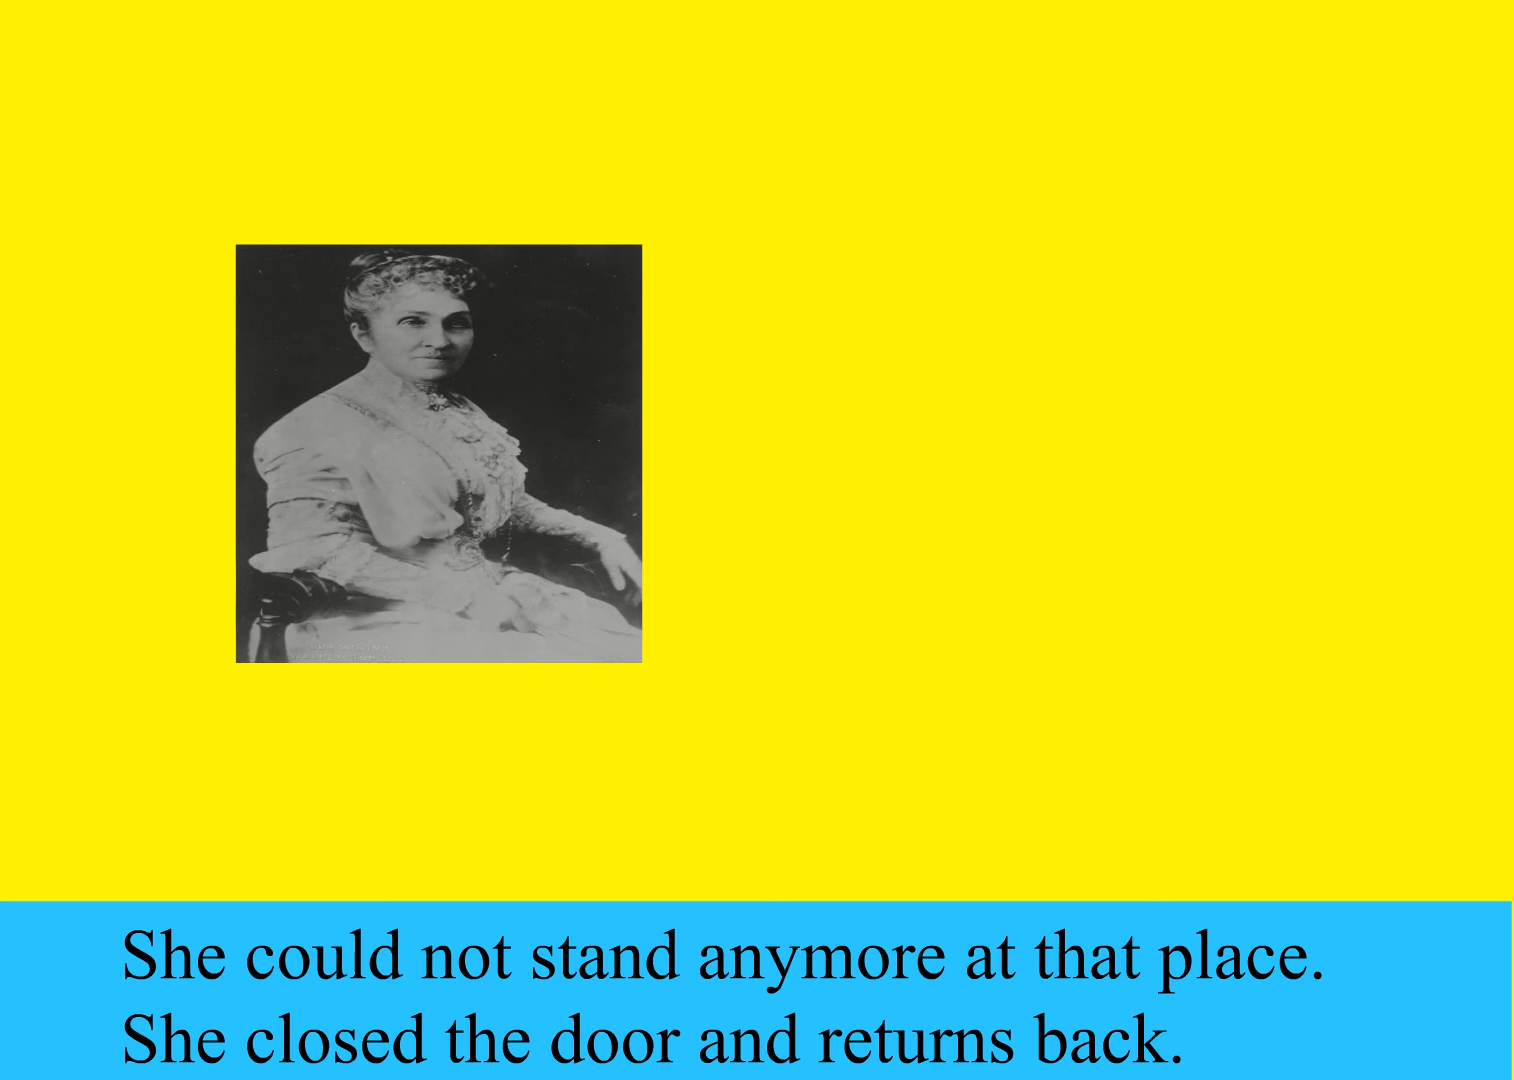 She could not stand anymore at that place.
She closed the door and returns back.